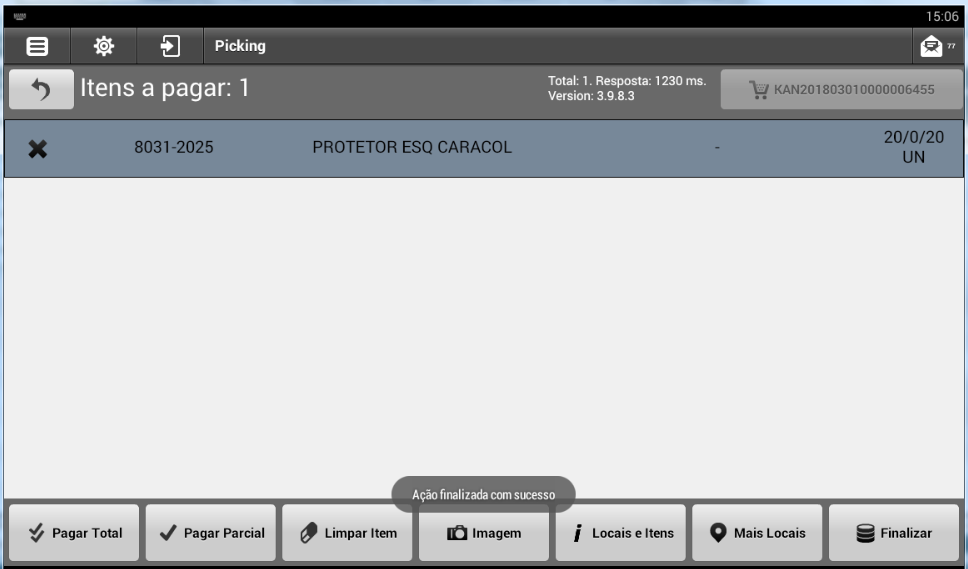 15:06
Picking
77
Itens a pagar: 1
Total: 1. Resposta: 1230 ms.
Version: 3.9.8.3
KAN201803010000006455
8031-2025 PROTETOR ESQ CARACOL - 20/0/20
UN
Ação finalizada com sucesso
Pagar Total Pagar Parcial Limpar Item Imagem Locais e Itens Mais Locais Finalizar